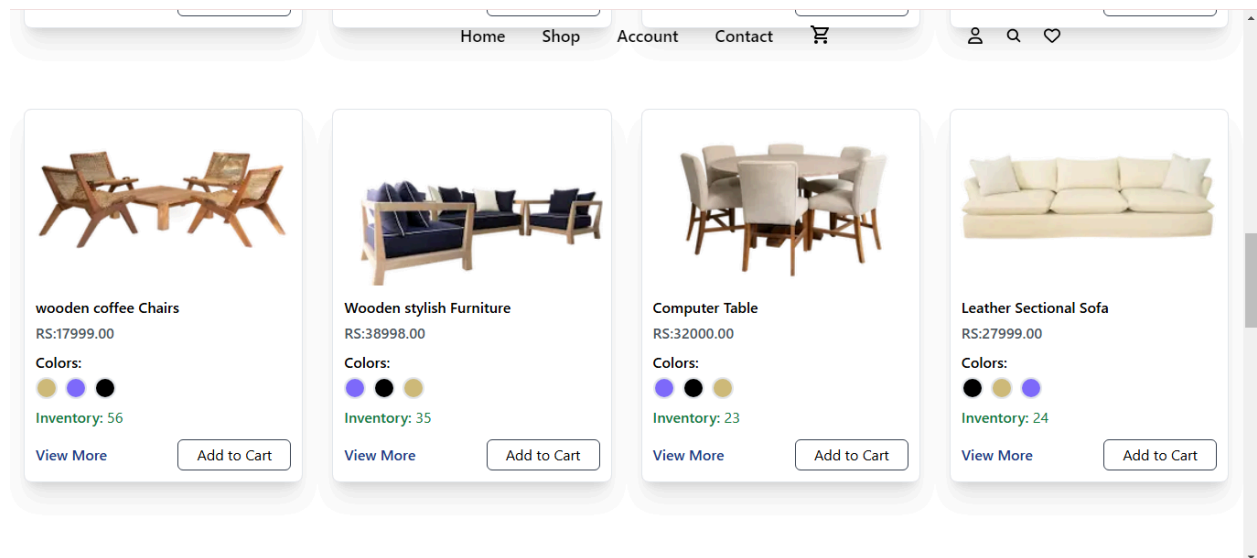 Home Shop Account Contact
wooden coffee Chairs
RS:17999.00
Colors:
Inventory: 56
View More Add to Cart
Wooden stylish Furniture
RS:38998.00
Colors:
Inventory: 35
View More Add to Cart
Computer Table
RS:32000.00
Colors:
Inventory: 23
View More Add to Cart
Leather Sectional Sofa
RS:27999.00
Colors:
Inventory: 24
View More Add to Cart